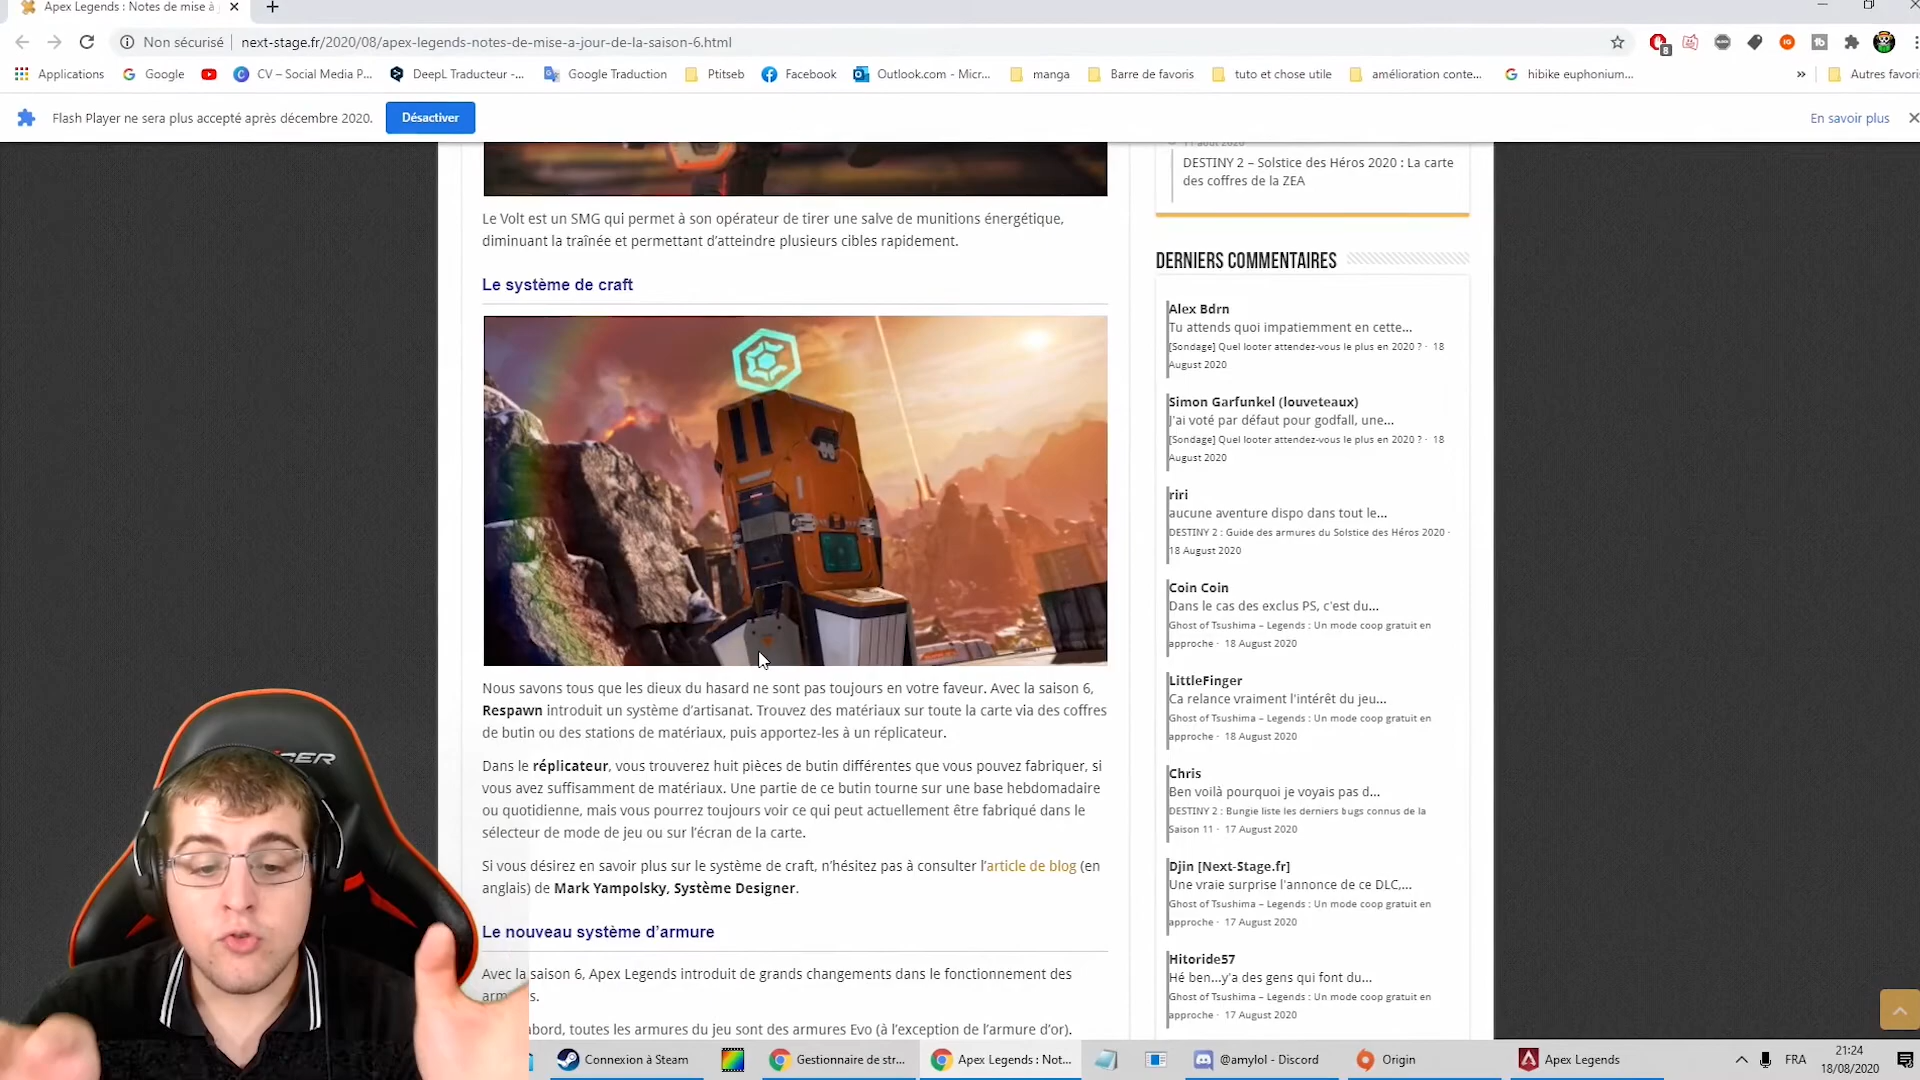 Apex Legends : Notes de mise à j
Non sécurisé
next-stage.fr/2020/08/apex-legends-notes-de-mise-a-jour-de-la-saison-6.html
8
Applications
Google
CV – Social Media P...
DeepL Traducteur -...
Google Traduction
Ptitseb
Facebook
Outlook.com - Micr...
manga
Barre de favoris
tuto et chose utile
amélioration conte...
hibike euphonium...
»
Autres favoris
Flash Player ne sera plus accepté après décembre 2020.
Désactiver
En savoir plus
Le Volt est un SMG qui permet à son opérateur de tirer une salve de munitions énergétique,
diminuant la traînée et permettant d'atteindre plusieurs cibles rapidement.
Le système de craft
Nous savons tous que les dieux du hasard ne sont pas toujours en votre faveur. Avec la saison 6,
Respawn introduit un système d'artisanat. Trouvez des matériaux sur toute la carte via des coffres
de butin ou des stations de matériaux, puis apportez-les à un réplicateur.
Dans le réplicateur, vous trouverez huit pièces de butin différentes que vous pouvez fabriquer, si
vous avez suffisamment de matériaux. Une partie de ce butin tourne sur une base hebdomadaire
ou quotidienne, mais vous pourrez toujours voir ce qui peut actuellement être fabriqué dans le
sélecteur de mode de jeu ou sur l'écran de la carte.
Si vous désirez en savoir plus sur le système de craft, n'hésitez pas à consulter l'article de blog (en
anglais) de Mark Yampolsky, Système Designer.
Le nouveau système d'armure
Avec la saison 6, Apex Legends introduit de grands changements dans le fonctionnement des
abord, toutes les armures du jeu sont des armures Evo (à l'exception de l'armure d'or).
11 août 2020
DESTINY 2 – Solstice des Héros 2020 : La carte
des coffres de la ZEA
DERNIERS COMMENTAIRES
Alex Bdrn
Tu attends quoi impatiemment en cette...
[Sondage] Quel looter attendez-vous le plus en 2020 ? · 18
August 2020
Simon Garfunkel (louveteaux)
J'ai voté par défaut pour godfall, une...
[Sondage] Quel looter attendez-vous le plus en 2020 ? · 18
August 2020
riri
aucune aventure dispo dans tout le...
DESTINY 2 : Guide des armures du Solstice des Héros 2020 ·
18 August 2020
Coin Coin
Dans le cas des exclus PS, c'est du...
Ghost of Tsushima – Legends : Un mode coop gratuit en
approche · 18 August 2020
LittleFinger
Ca relance vraiment l'intérêt du jeu...
Ghost of Tsushima – Legends : Un mode coop gratuit en
approche · 18 August 2020
Chris
Ben voilà pourquoi je voyais pas d...
DESTINY 2 : Bungie liste les derniers bugs connus de la
Saison 11 · 17 August 2020
Djin [Next-Stage.fr]
Une vraie surprise l'annonce de ce DLC,...
Ghost of Tsushima – Legends : Un mode coop gratuit en
approche · 17 August 2020
Hitoride57
Hé ben...y'a des gens qui font du...
Ghost of Tsushima – Legends : Un mode coop gratuit en
approche · 17 August 2020
Connexion à Steam
Gestionnaire de str...
Apex Legends : Not...
@amylol - Discord
Origin
Apex Legends
FRA
21:24
18/08/2020